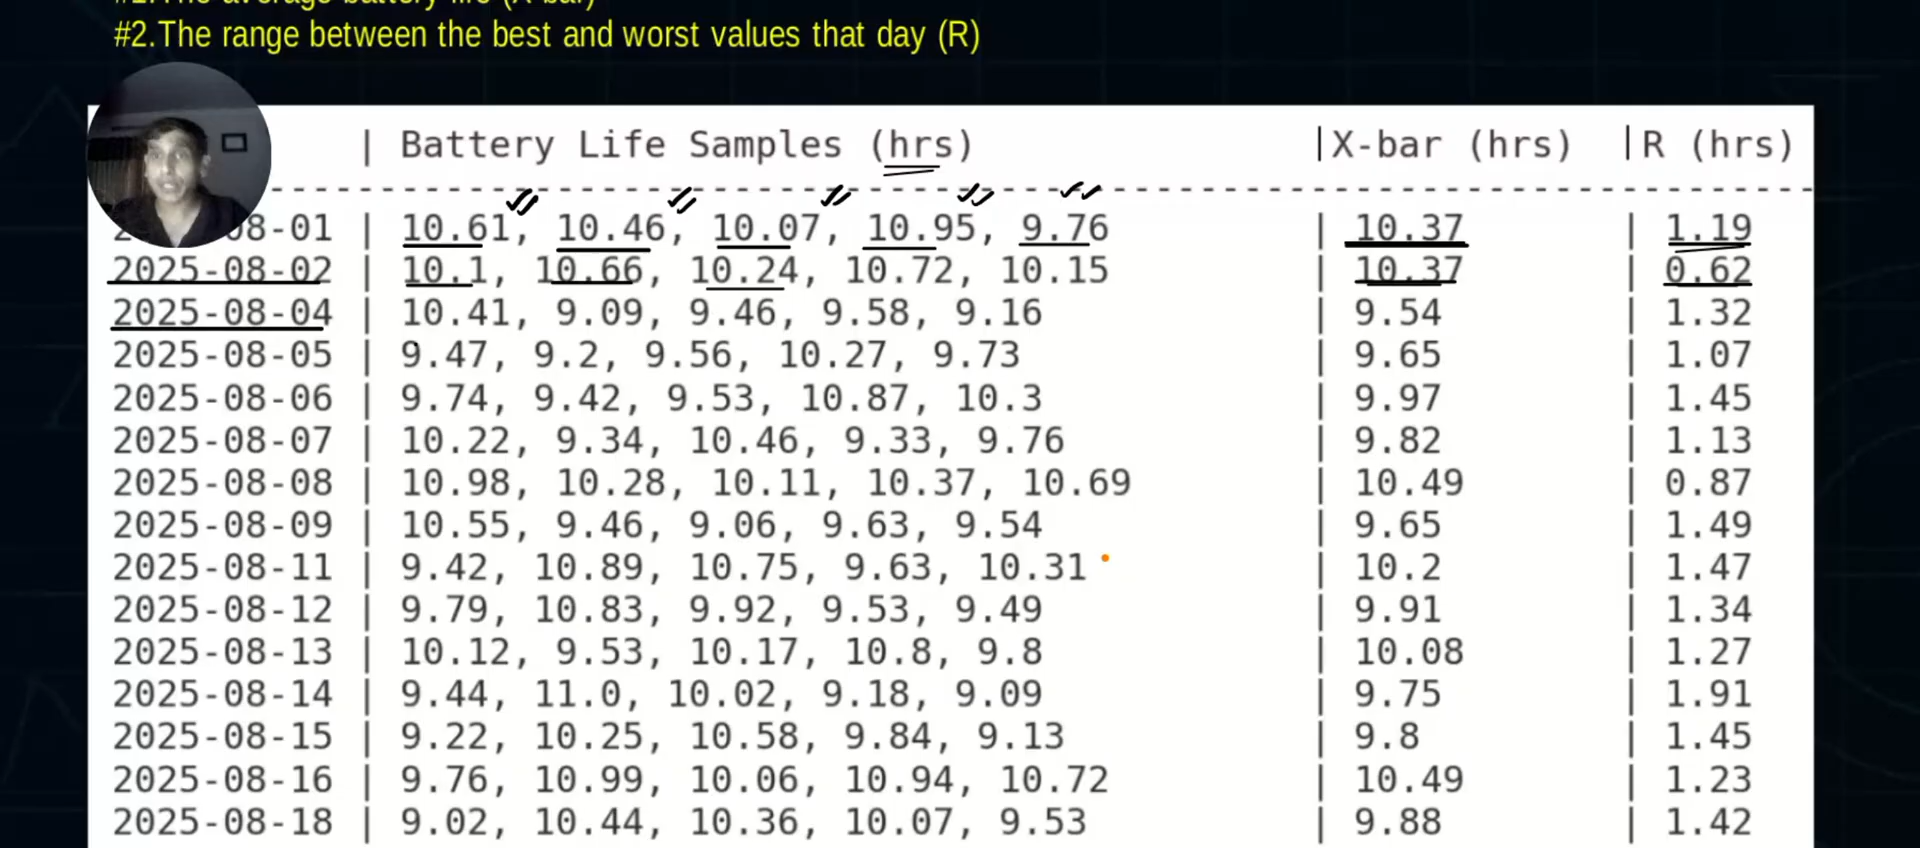 #1.The average battery life (X-bar)
#2.The range between the best and worst values that day (R)
| Battery Life Samples (hrs) |X-bar (hrs) |R (hrs)
08-01 | 10.61, 10.46, 10.07, 10.95, 9.76 | 10.37 | 1.19
2025-08-02 | 10.1, 10.66, 10.24, 10.72, 10.15 | 10.37 | 0.62
2025-08-04 | 10.41, 9.09, 9.46, 9.58, 9.16 | 9.54 | 1.32
2025-08-05 | 9.47, 9.2, 9.56, 10.27, 9.73 | 9.65 | 1.07
2025-08-06 | 9.74, 9.42, 9.53, 10.87, 10.3 | 9.97 | 1.45
2025-08-07 | 10.22, 9.34, 10.46, 9.33, 9.76 | 9.82 | 1.13
2025-08-08 | 10.98, 10.28, 10.11, 10.37, 10.69 | 10.49 | 0.87
2025-08-09 | 10.55, 9.46, 9.06, 9.63, 9.54 | 9.65 | 1.49
2025-08-11 | 9.42, 10.89, 10.75, 9.63, 10.31 | 10.2 | 1.47
2025-08-12 | 9.79, 10.83, 9.92, 9.53, 9.49 | 9.91 | 1.34
2025-08-13 | 10.12, 9.53, 10.17, 10.8, 9.8 | 10.08 | 1.27
2025-08-14 | 9.44, 11.0, 10.02, 9.18, 9.09 | 9.75 | 1.91
2025-08-15 | 9.22, 10.25, 10.58, 9.84, 9.13 | 9.8 | 1.45
2025-08-16 | 9.76, 10.99, 10.06, 10.94, 10.72 | 10.49 | 1.23
2025-08-18 | 9.02, 10.44, 10.36, 10.07, 9.53 | 9.88 | 1.42